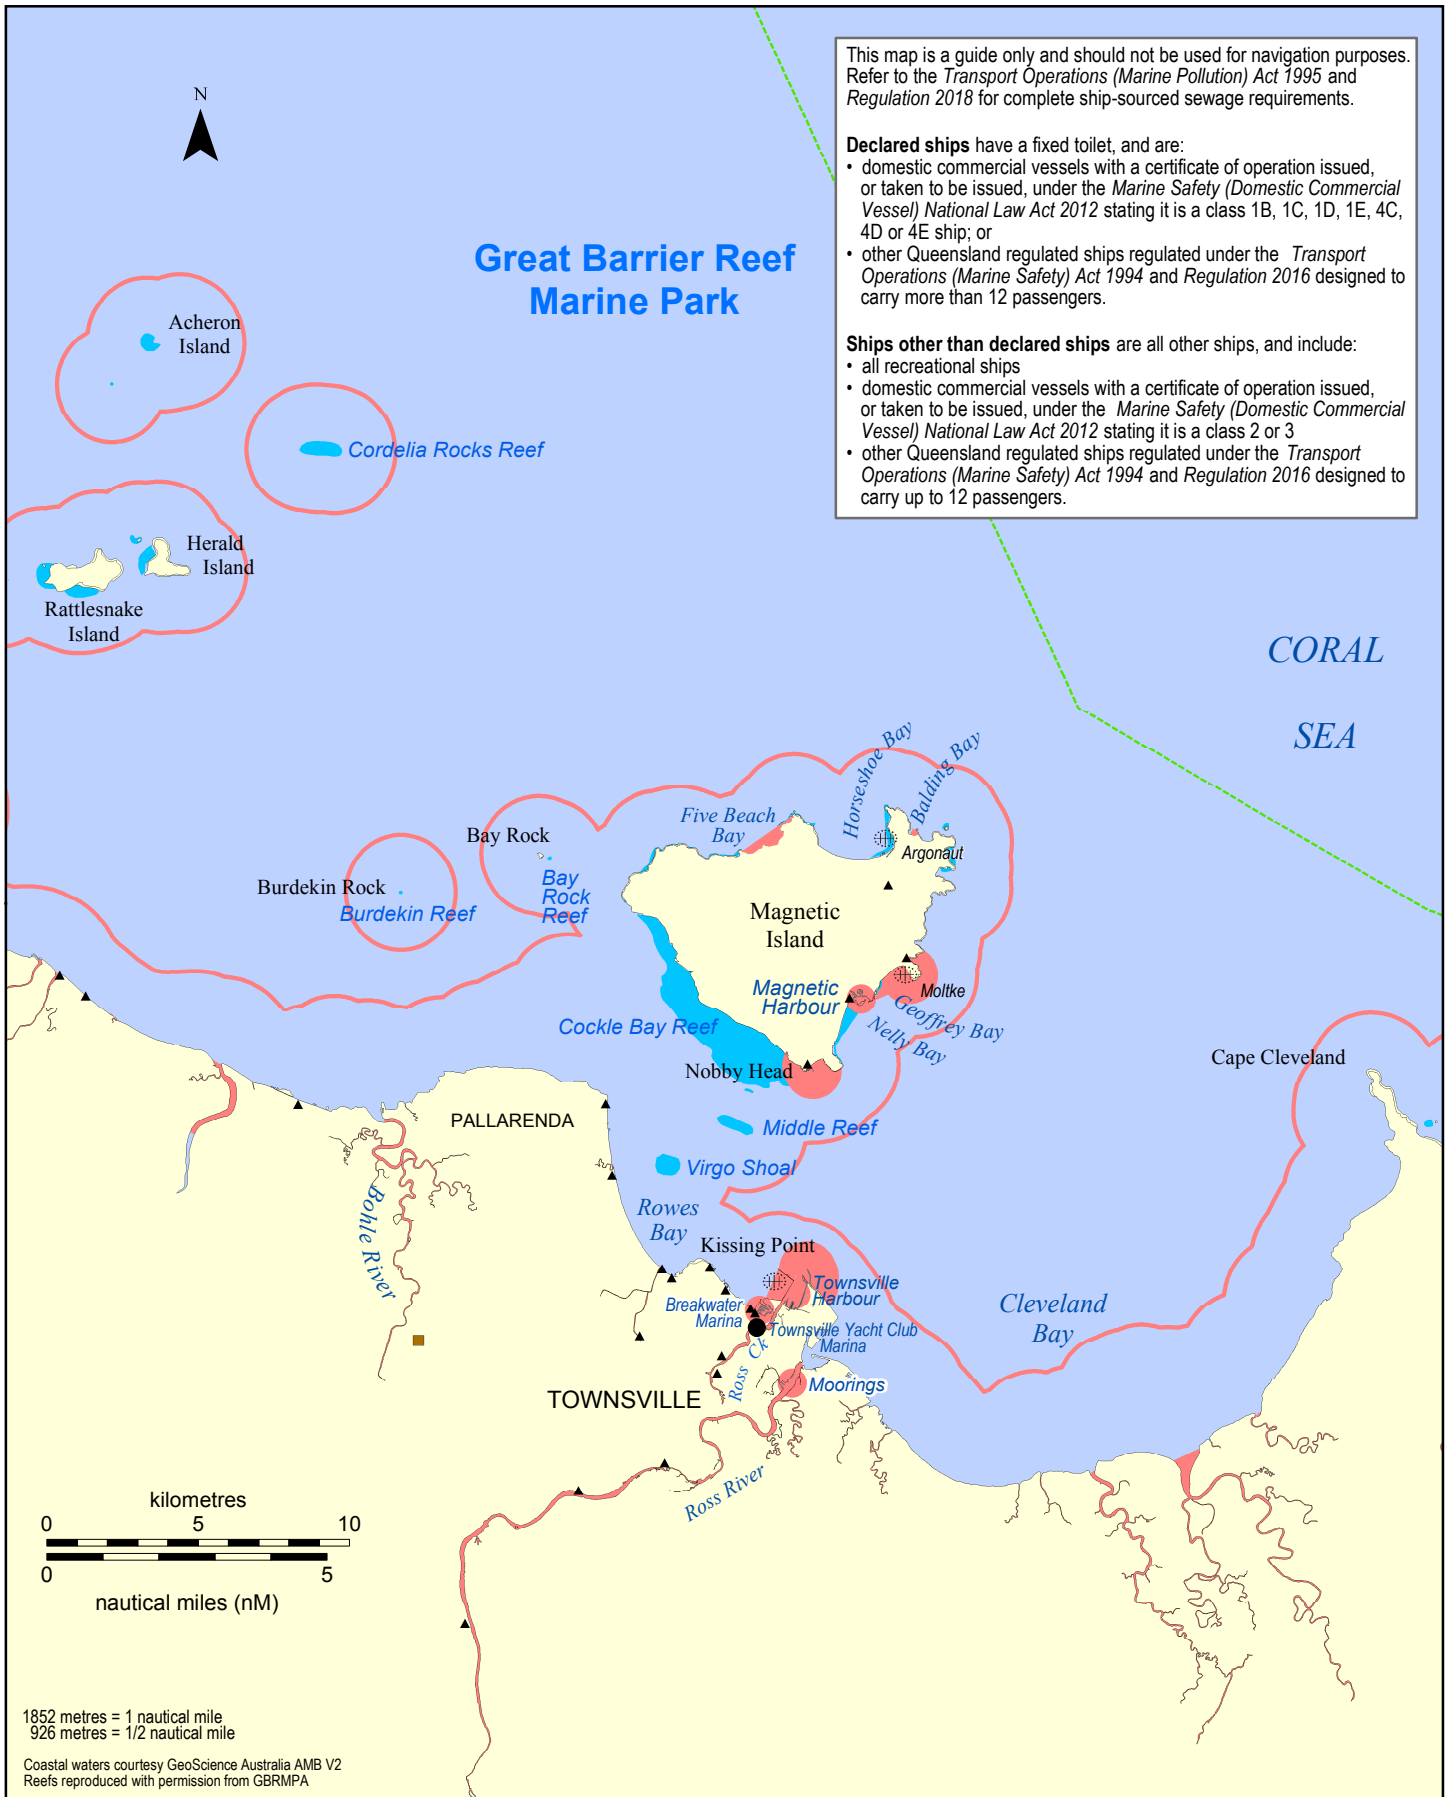 This map is a guide only and should not be used for navigation purposes.
Refer to the Transport Operations (Marine Pollution) Act 1995 and
Regulation 2018 for complete ship-sourced sewage requirements.
Declared ships have a fixed toilet, and are:
• domestic commercial vessels with a certificate of operation issued,
or taken to be issued, under the Marine Safety (Domestic Commercial
Vessel) National Law Act 2012 stating it is a class 1B, 1C, 1D, 1E, 4C,
4D or 4E ship; or
• other Queensland regulated ships regulated under the Transport
Operations (Marine Safety) Act 1994 and Regulation 2016 designed to
carry more than 12 passengers.
Ships other than declared ships are all other ships, and include:
• all recreational ships
• domestic commercial vessels with a certificate of operation issued,
or taken to be issued, under the Marine Safety (Domestic Commercial
Vessel) National Law Act 2012 stating it is a class 2 or 3
• other Queensland regulated ships regulated under the Transport
Operations (Marine Safety) Act 1994 and Regulation 2016 designed to
carry up to 12 passengers.
N
Great Barrier Reef
Marine Park
Acheron
Island
Cordelia Rocks Reef
Herald
Island
Rattlesnake
Island
CORAL
SEA
Horseshoe Bay
Balding Bay
Five Beach
Bay
Bay Rock
Argonaut
Bay
Rock
Reef
Burdekin Rock
Burdekin Reef
Magnetic
Island
Magnetic
Harbour
Moltke
Geoffrey Bay
Nelly Bay
Cockle Bay Reef
Nobby Head
Cape Cleveland
PALLARENDA
Middle Reef
Virgo Shoal
Bohle River
Rowes
Bay
Kissing Point
Townsville
Harbour
Breakwater
Marina
Townsville Yacht Club
Marina
Cleveland
Bay
Ross Ck
Moorings
TOWNSVILLE
Ross River
kilometres
0 5 10
0 5
nautical miles (nM)
1852 metres = 1 nautical mile
926 metres = 1/2 nautical mile
Coastal waters courtesy GeoScience Australia AMB V2
Reefs reproduced with permission from GBRMPA